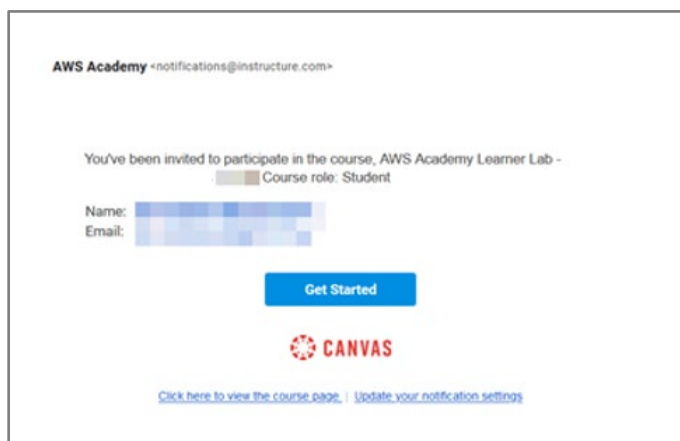 AWS Academy <notifications@instructure.com>
You've been invited to participate in the course, AWS Academy Learner Lab -
Course role: Student
Name:
Email:
Get Started
CANVAS
Click here to view the course page | Update your notification settings